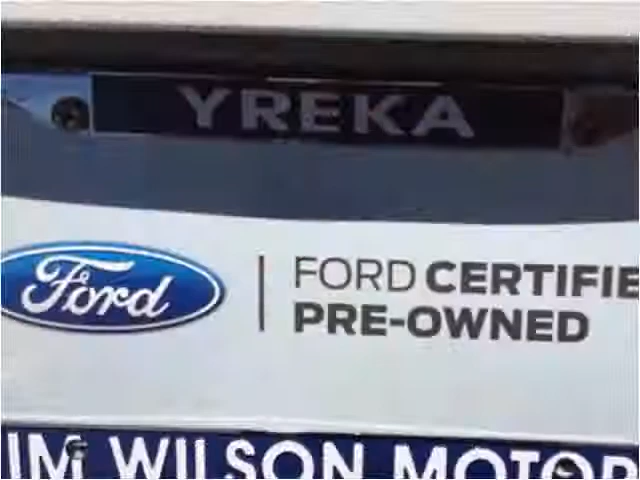 YREKA
Ford
FORD CERTIFIE
PRE-OWNED
IM WILSON MOTOR